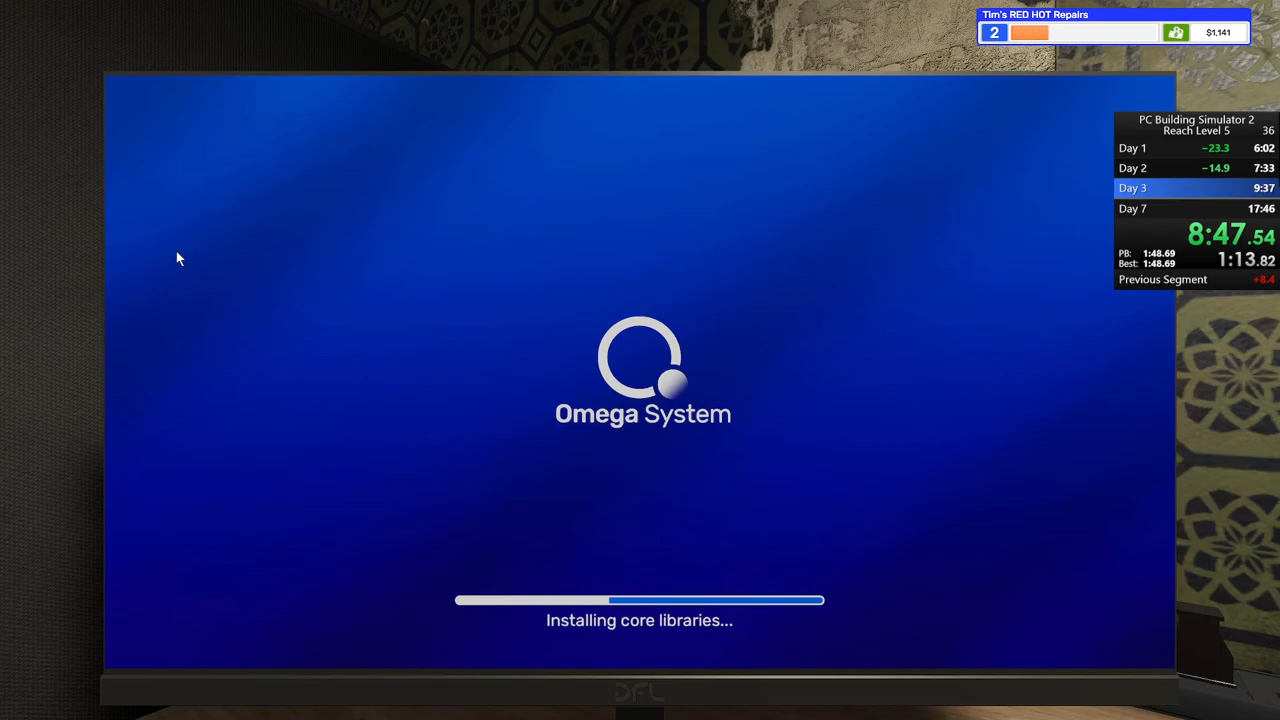 Tim's RED HOT Repairs
2
$1,141
PC Building Simulator 2
Reach Level 5 36
Day 1 -23.3 6:02
Day 2 -14.9 7:33
Day 3 9:37
Day 7 17:46
8:47.54
PB: 1:48.69
Best: 1:48.69
1:13.82
Previous Segment +8.4
Omega System
Installing core libraries...
DFL